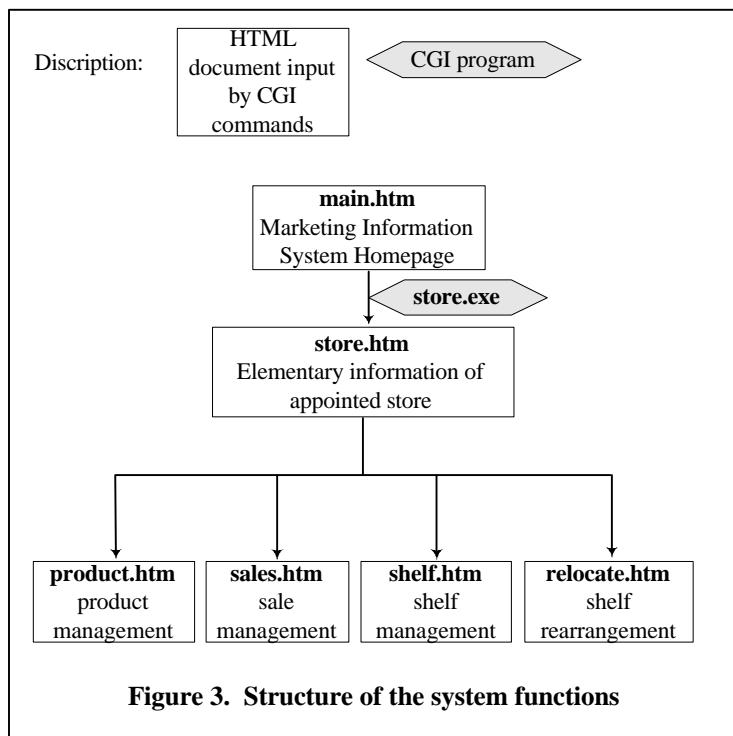 Discription:
HTML
document input
by CGI
commands
CGI program
main.htm
Marketing Information
System Homepage
store.exe
store.htm
Elementary information of
appointed store
product.htm
product
management
sales.htm
sale
management
shelf.htm
shelf
management
relocate.htm
shelf
rearrangement
Figure 3. Structure of the system functions